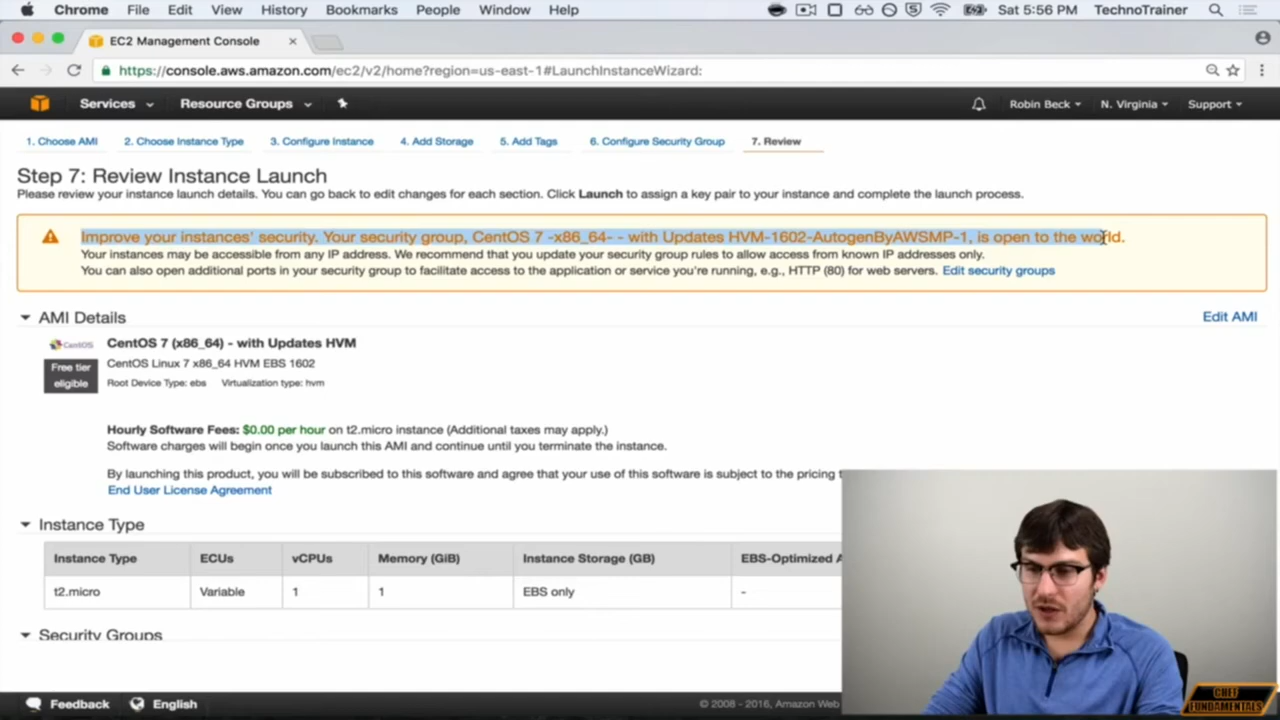 Chrome File Edit View History Bookmarks People Window Help Sat 5:56 PM TechnoTrainer
EC2 Management Console
https://console.aws.amazon.com/ec2/v2/home?region=us-east-1#LaunchInstanceWizard:
Services Resource Groups Robin Beck N. Virginia Support
1. Choose AMI 2. Choose Instance Type 3. Configure Instance 4. Add Storage 5. Add Tags 6. Configure Security Group 7. Review
Step 7: Review Instance Launch
Please review your instance launch details. You can go back to edit changes for each section. Click Launch to assign a key pair to your instance and complete the launch process.
Improve your instances' security. Your security group, CentOS 7 -x86_64- - with Updates HVM-1602-AutogenByAWSMP-1, is open to the world.
Your instances may be accessible from any IP address. We recommend that you update your security group rules to allow access from known IP addresses only.
You can also open additional ports in your security group to facilitate access to the application or service you're running, e.g., HTTP (80) for web servers. Edit security groups
AMI Details Edit AMI
CentOS
CentOS 7 (x86_64) - with Updates HVM
Free tier
eligible
CentOS Linux 7 x86_64 HVM EBS 1602
Root Device Type: ebs Virtualization type: hvm
Hourly Software Fees: $0.00 per hour on t2.micro instance (Additional taxes may apply.)
Software charges will begin once you launch this AMI and continue until you terminate the instance.
By launching this product, you will be subscribed to this software and agree that your use of this software is subject to the pricing
End User License Agreement
Instance Type
Instance Type ECUs vCPUs Memory (GiB) Instance Storage (GB) EBS-Optimized A
t2.micro Variable 1 1 EBS only -
Security Groups
Feedback English © 2008 - 2016, Amazon Web
CHEF
FUNDAMENTALS